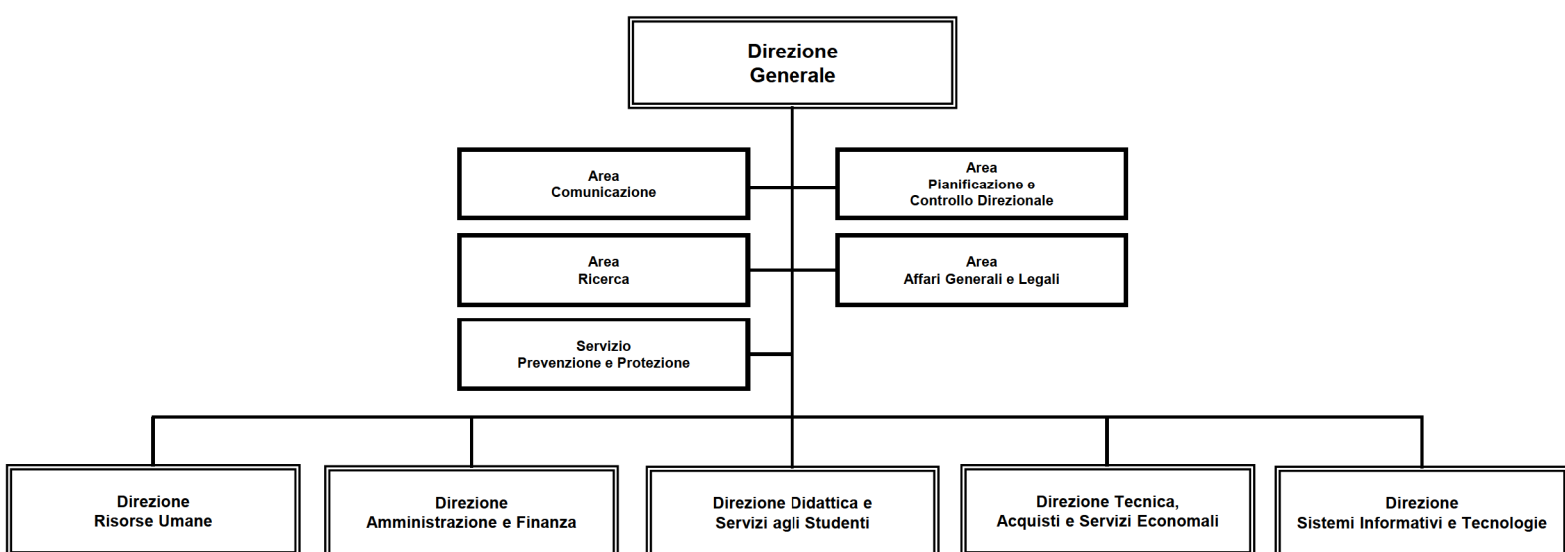 Direzione
Generale
Area
Comunicazione
Area
Pianificazione e
Controllo Direzionale
Area
Ricerca
Area
Affari Generali e Legali
Servizio
Prevenzione e Protezione
Direzione
Risorse Umane
Direzione
Amministrazione e Finanza
Direzione Didattica e
Servizi agli Studenti
Direzione Tecnica,
Acquisti e Servizi Economali
Direzione
Sistemi Informativi e Tecnologie